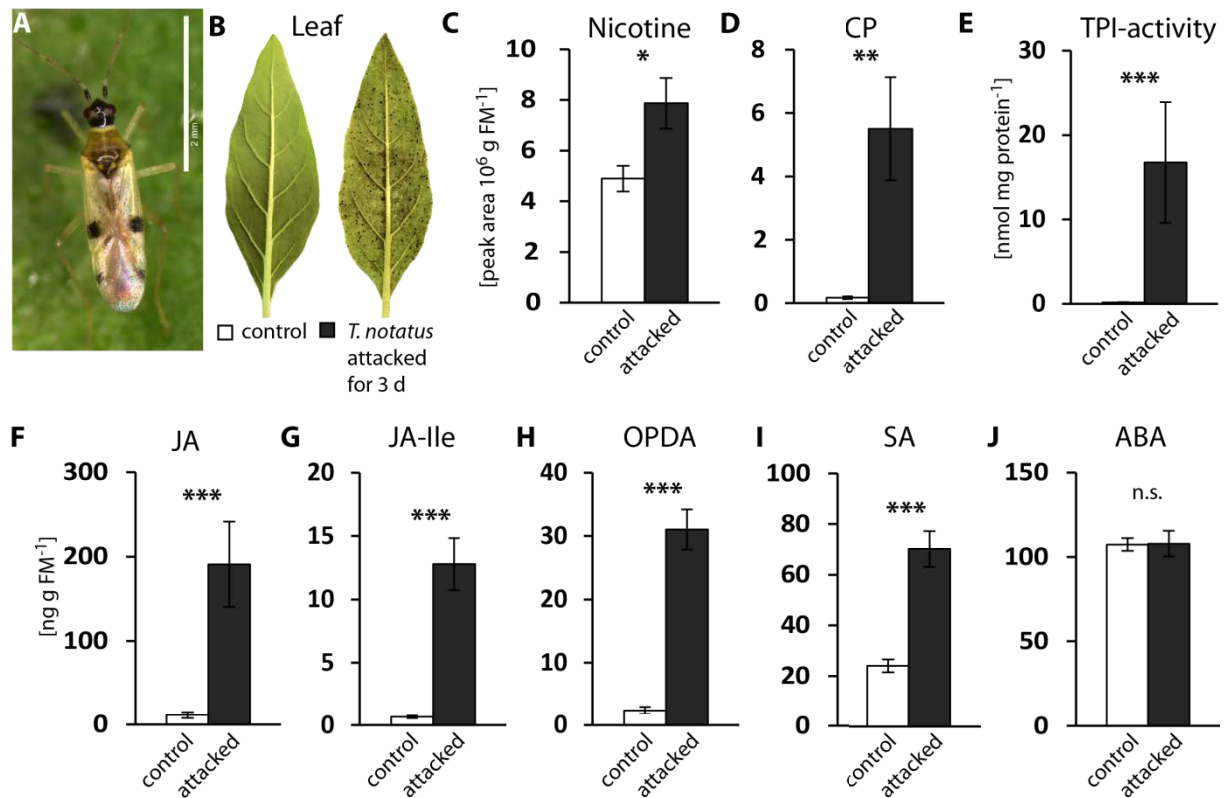 A
2 mm
B
Leaf
control
T. notatus
attacked
for 3 d
C
Nicotine
[peak area 10⁶ g FM⁻¹]
10
8
6
4
2
0
*
control
attacked
D
CP
8
6
4
2
0
**
control
attacked
E
TPI-activity
[nmol mg protein⁻¹]
30
20
10
0
***
control
attacked
F
JA
[ng g FM⁻¹]
300
200
100
0
***
control
attacked
G
JA-Ile
20
15
10
5
0
***
control
attacked
H
OPDA
40
30
20
10
0
***
control
attacked
I
SA
100
80
60
40
20
0
***
control
attacked
J
ABA
150
100
50
0
n.s.
control
attacked